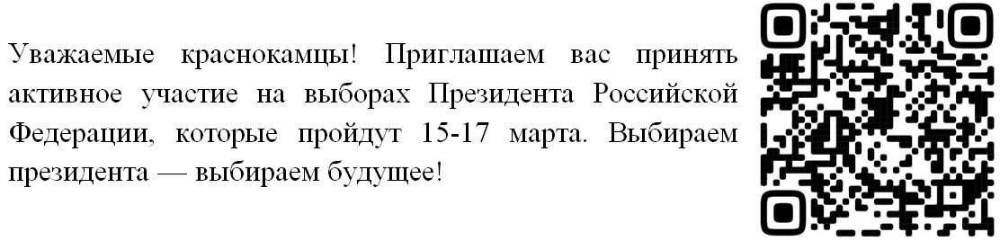 Уважаемые краснокамцы! Приглашаем вас принять
активное участие на выборах Президента Российской
Федерации, которые пройдут 15-17 марта. Выбираем
президента — выбираем будущее!